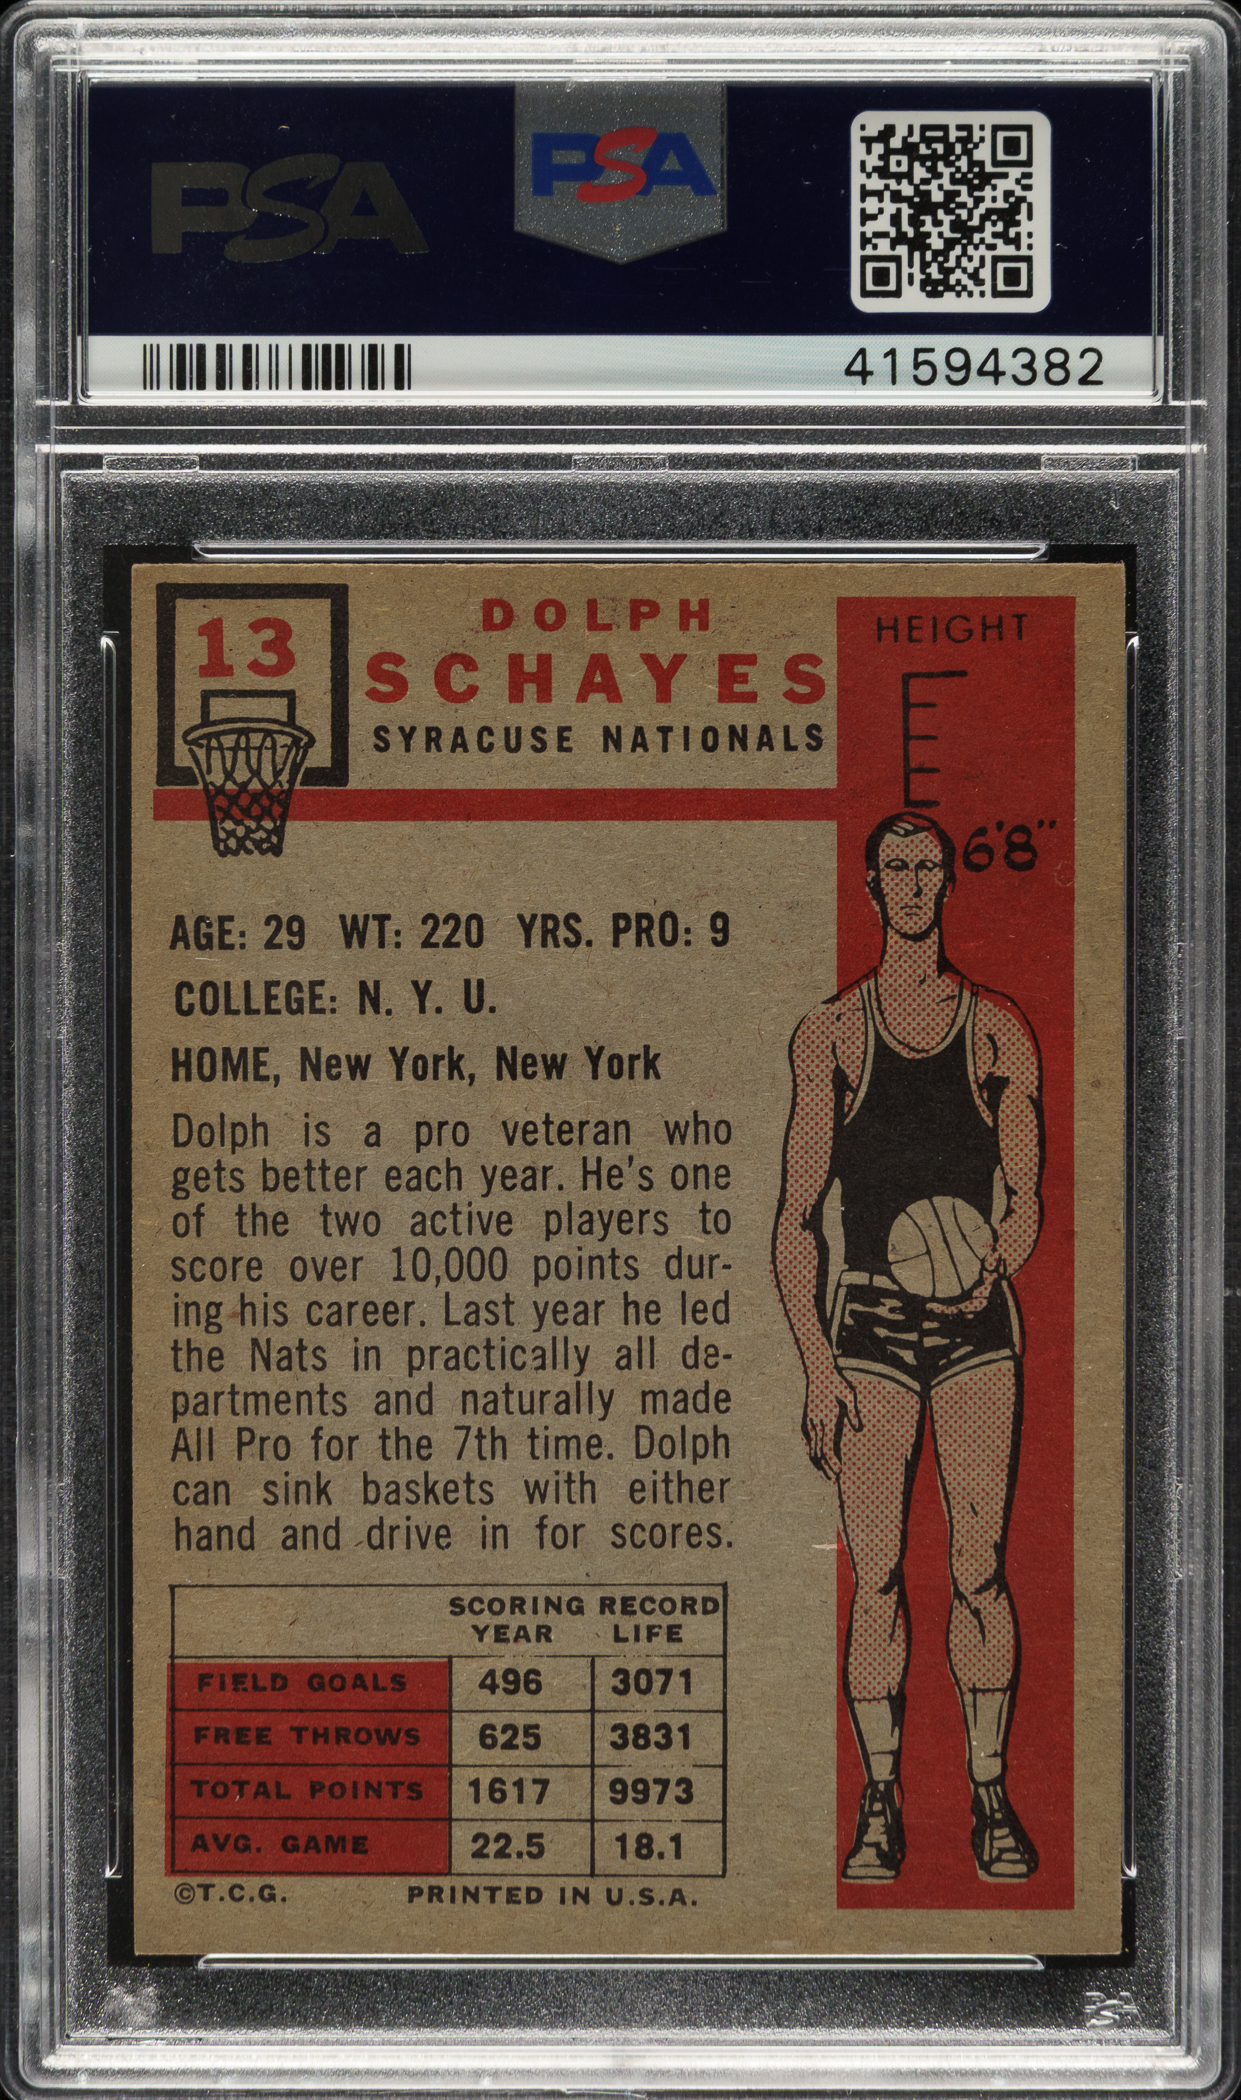 PSA
PSA
41594382
13
DOLPH
SCHAYES
SYRACUSE NATIONALS
HEIGHT
6'8"
AGE: 29 WT: 220 YRS. PRO: 9
COLLEGE: N. Y. U.
HOME, New York, New York
Dolph is a pro veteran who
gets better each year. He's one
of the two active players to
score over 10,000 points dur-
ing his career. Last year he led
the Nats in practically all de-
partments and naturally made
All Pro for the 7th time. Dolph
can sink baskets with either
hand and drive in for scores.
SCORING RECORD
YEAR LIFE
FIELD GOALS 496 3071
FREE THROWS 625 3831
TOTAL POINTS 1617 9973
AVG. GAME 22.5 18.1
©T.C.G. PRINTED IN U.S.A.
PSA